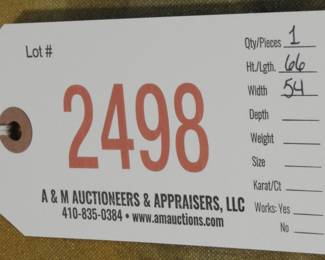 Lot #
2498
A & M AUCTIONEERS & APPRAISERS, LLC
410-835-0384 • www.amauctions.com
Qty/Pieces 1
Ht./Lgth. 66
Width 54
Depth
Weight
Size
Karat/Ct
Works: Yes
No